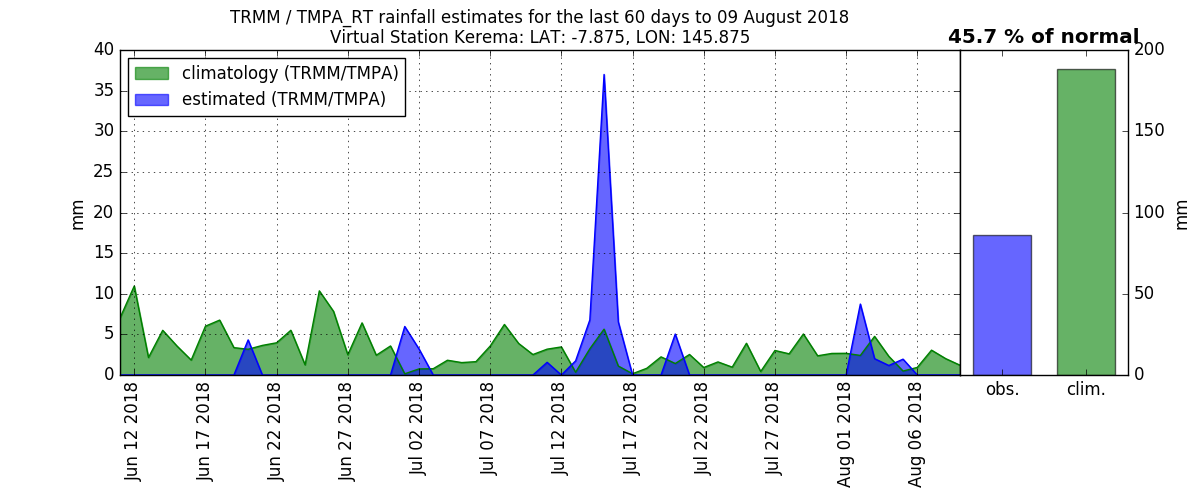 TRMM / TMPA_RT rainfall estimates for the last 60 days to 09 August 2018
Virtual Station Kerema: LAT: -7.875, LON: 145.875
45.7 % of normal
climatology (TRMM/TMPA)
estimated (TRMM/TMPA)
40
35
30
25
20
15
10
5
0
mm
Jun 12 2018
Jun 17 2018
Jun 22 2018
Jun 27 2018
Jul 02 2018
Jul 07 2018
Jul 12 2018
Jul 17 2018
Jul 22 2018
Jul 27 2018
Aug 01 2018
Aug 06 2018
obs.
clim.
200
150
100
50
0
mm